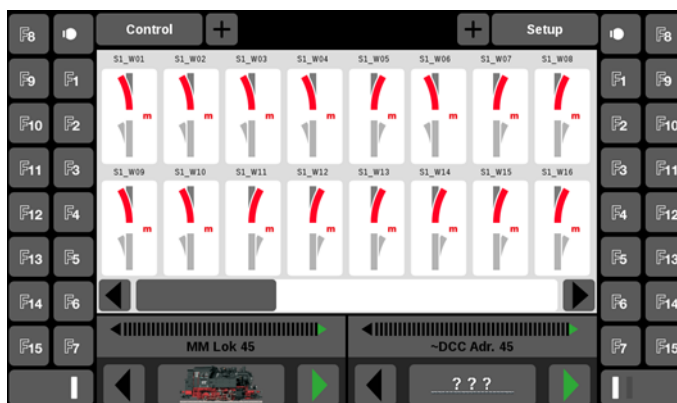 F8 Control + + Setup F8
S1_W01 S1_W02 S1_W03 S1_W04 S1_W05 S1_W06 S1_W07 S1_W08
F9 F1 F1 F9
m m m m m m m m
F10 F2 F2 F10
S1_W09 S1_W10 S1_W11 S1_W12 S1_W13 S1_W14 S1_W15 S1_W16
F11 F3 F3 F11
F12 F4 F4 F12
m m m m m m m m
F13 F5 F5 F13
F14 F6 F6 F14
F15 F7 MM Lok 45 ~DCC Adr. 45 F7 F15
? ? ?